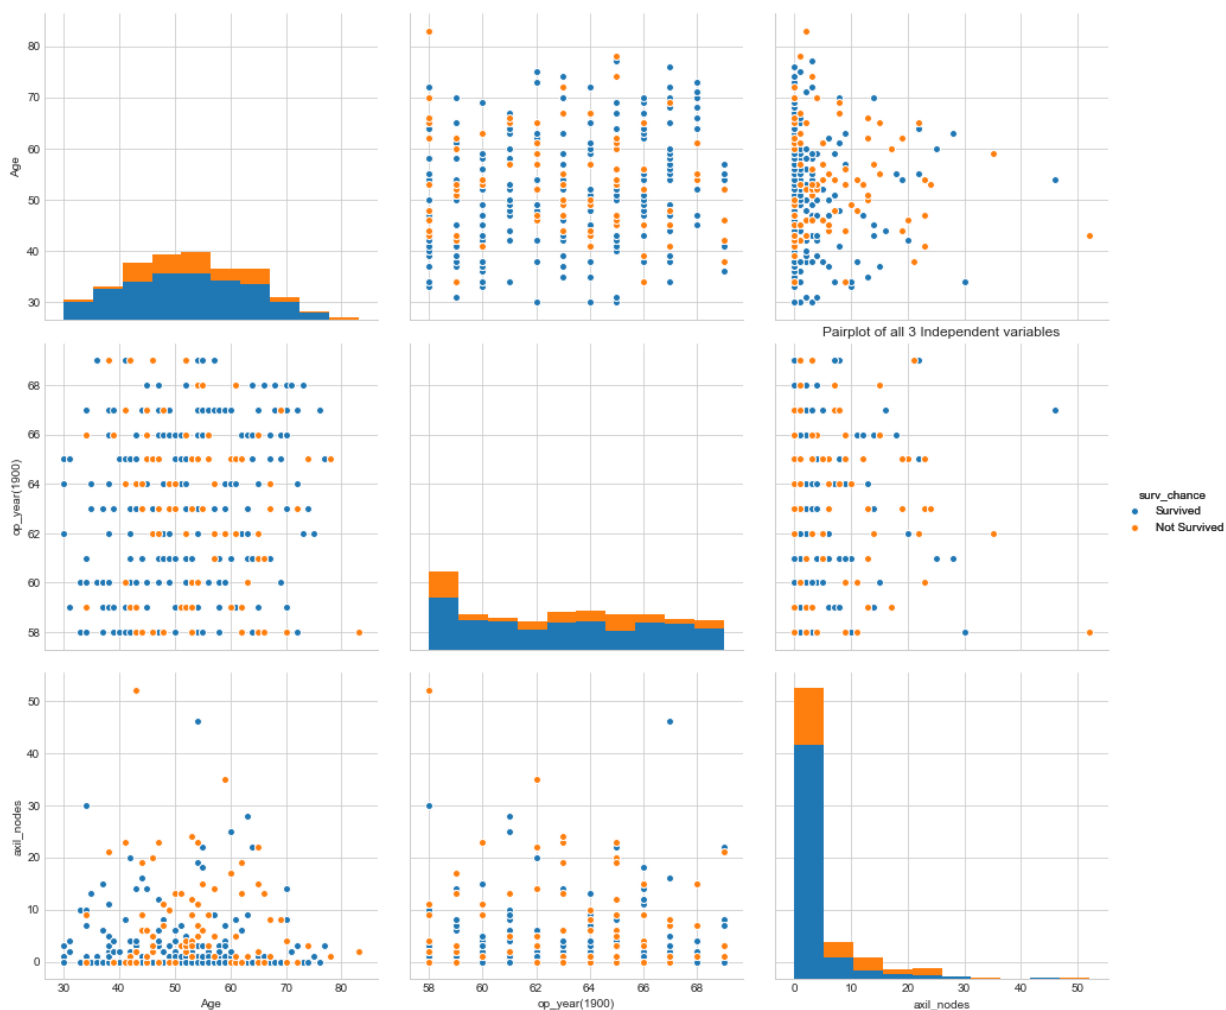 80
70
60
50
40
30
Age
Pairplot of all 3 Independent variables
68
66
64
62
60
58
op_year(1900)
surv_chance
Survived
Not Survived
50
40
30
20
10
0
axil_nodes
30 40 50 60 70 80
58 60 62 64 66 68
0 10 20 30 40 50
Age
op_year(1900)
axil_nodes